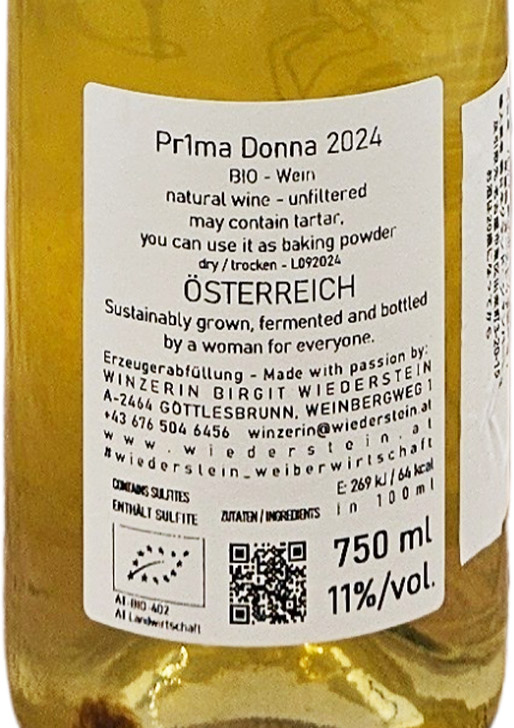 Pr1ma Donna 2024
BIO - Wein
natural wine - unfiltered
may contain tartar,
you can use it as baking powder
dry / trocken - L092024
ÖSTERREICH
Sustainably grown, fermented and bottled
by a woman for everyone.
Erzeugerabfüllung - Made with passion by:
WINZERIN BIRGIT WIEDERSTEIN
A-2464 GÖTTLESBRUNN, WEINBERGWEG 1
+43 676 504 6456 winzerin@wiederstein.at
www.wiederstein.at
#wiederstein_weiberwirtschaft
CONTAINS SULFITES
ENTHÄLT SULFITE
ZUTATEN / INGREDIENTS
E: 269 kJ / 64 kcal
in 100ml
750 ml
11%/vol.
AT-BIO-402
AT Landwirtschaft